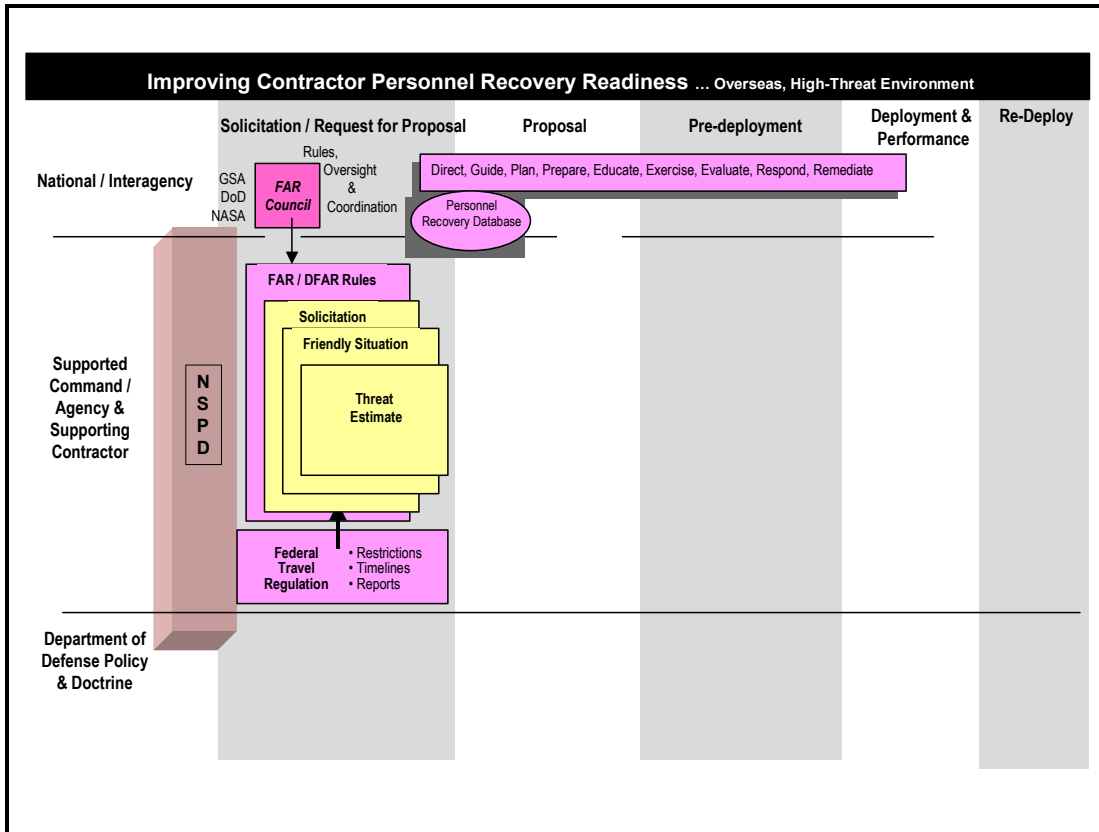 Improving Contractor Personnel Recovery Readiness ... Overseas, High-Threat Environment
Solicitation / Request for Proposal
Proposal
Pre-deployment
Deployment &
Performance
Re-Deploy
National / Interagency
GSA
DoD
NASA
FAR
Council
Rules,
Oversight
&
Coordination
Direct, Guide, Plan, Prepare, Educate, Exercise, Evaluate, Respond, Remediate
Personnel
Recovery Database
Supported
Command /
Agency &
Supporting
Contractor
N
S
P
D
FAR / DFAR Rules
Solicitation
Friendly Situation
Threat
Estimate
Federal
Travel
Regulation
• Restrictions
• Timelines
• Reports
Department of
Defense Policy
& Doctrine